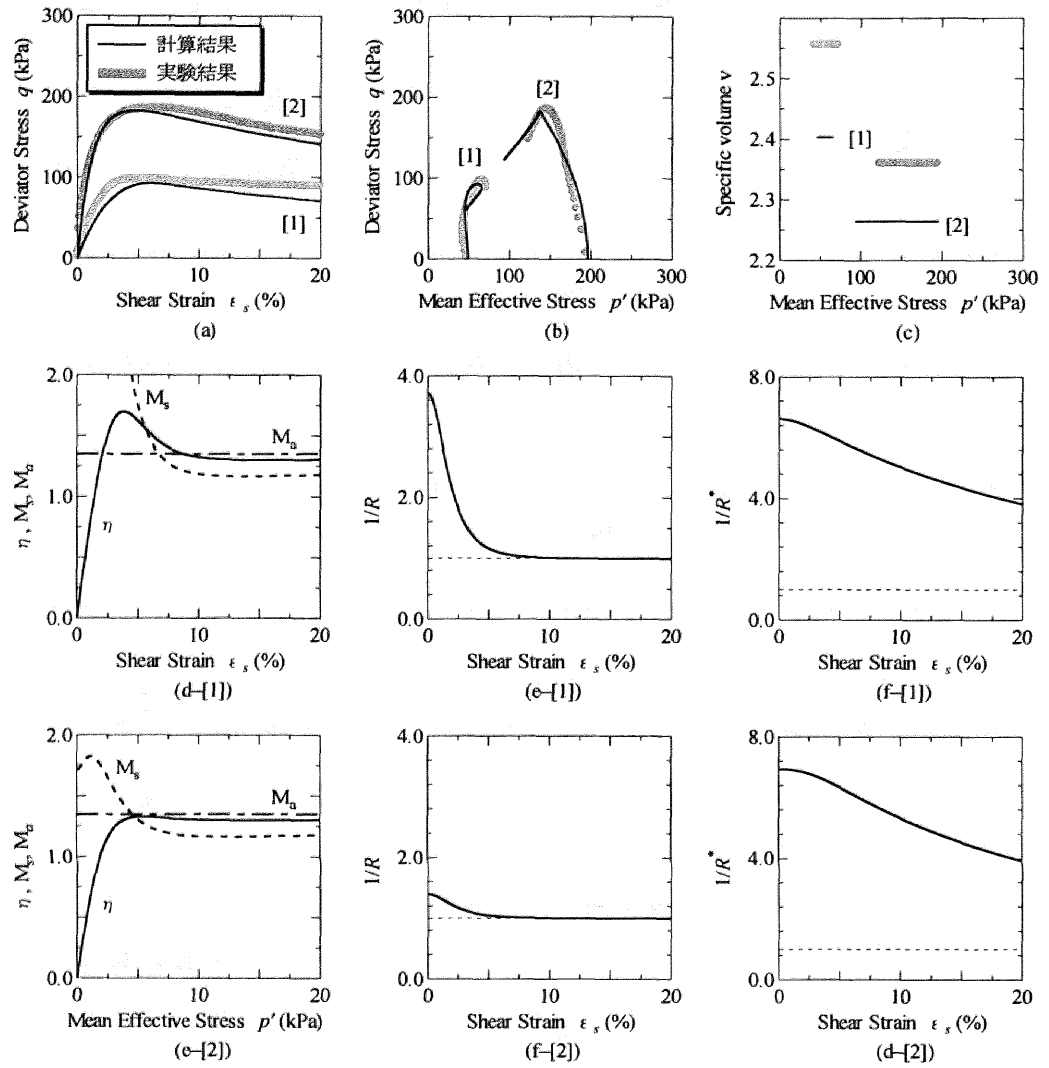 300
200
100
0
Deviator Stress q (kPa)
計算結果
実験結果
[2]
[1]
0 5 10 15 20
Shear Strain ε s (%)
(a)
300
200
100
0
Deviator Stress q (kPa)
[2]
[1]
0 100 200 300
Mean Effective Stress p' (kPa)
(b)
2.5
2.4
2.3
2.2
Specific volume v
[1]
[2]
0 100 200 300
Mean Effective Stress p' (kPa)
(c)
2.0
1.0
0.0
η , Ms, Ma
Ms
Ma
η
0 10 20
Shear Strain ε s (%)
(d–[1])
4.0
2.0
0.0
1/R
0 10 20
Shear Strain ε s (%)
(e–[1])
8.0
4.0
0.0
1/R*
0 10 20
Shear Strain ε s (%)
(f–[1])
2.0
1.0
0.0
η , Ms, Ma
Ms
Ma
η
0 10 20
Mean Effective Stress p' (kPa)
(e–[2])
4.0
2.0
0.0
1/R
0 10 20
Shear Strain ε s (%)
(f–[2])
8.0
4.0
0.0
1/R*
0 10 20
Shear Strain ε s (%)
(d–[2])